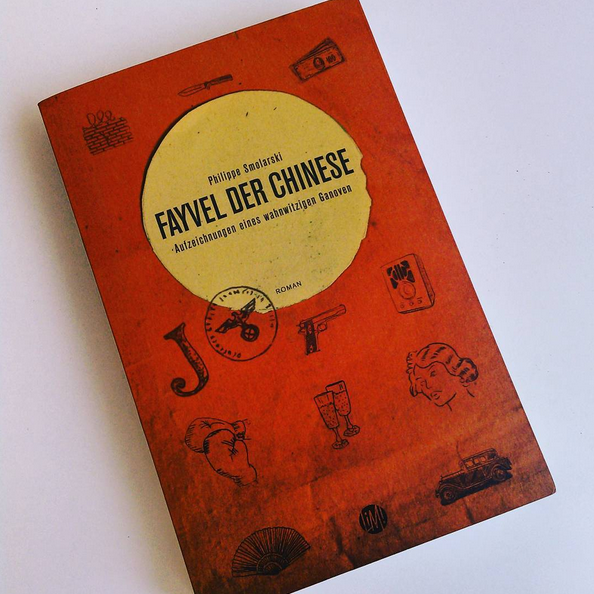 Philippe Smolarski
FAYVEL DER CHINESE
Aufzeichnungen eines wahnwitzigen Ganoven
ROMAN
J